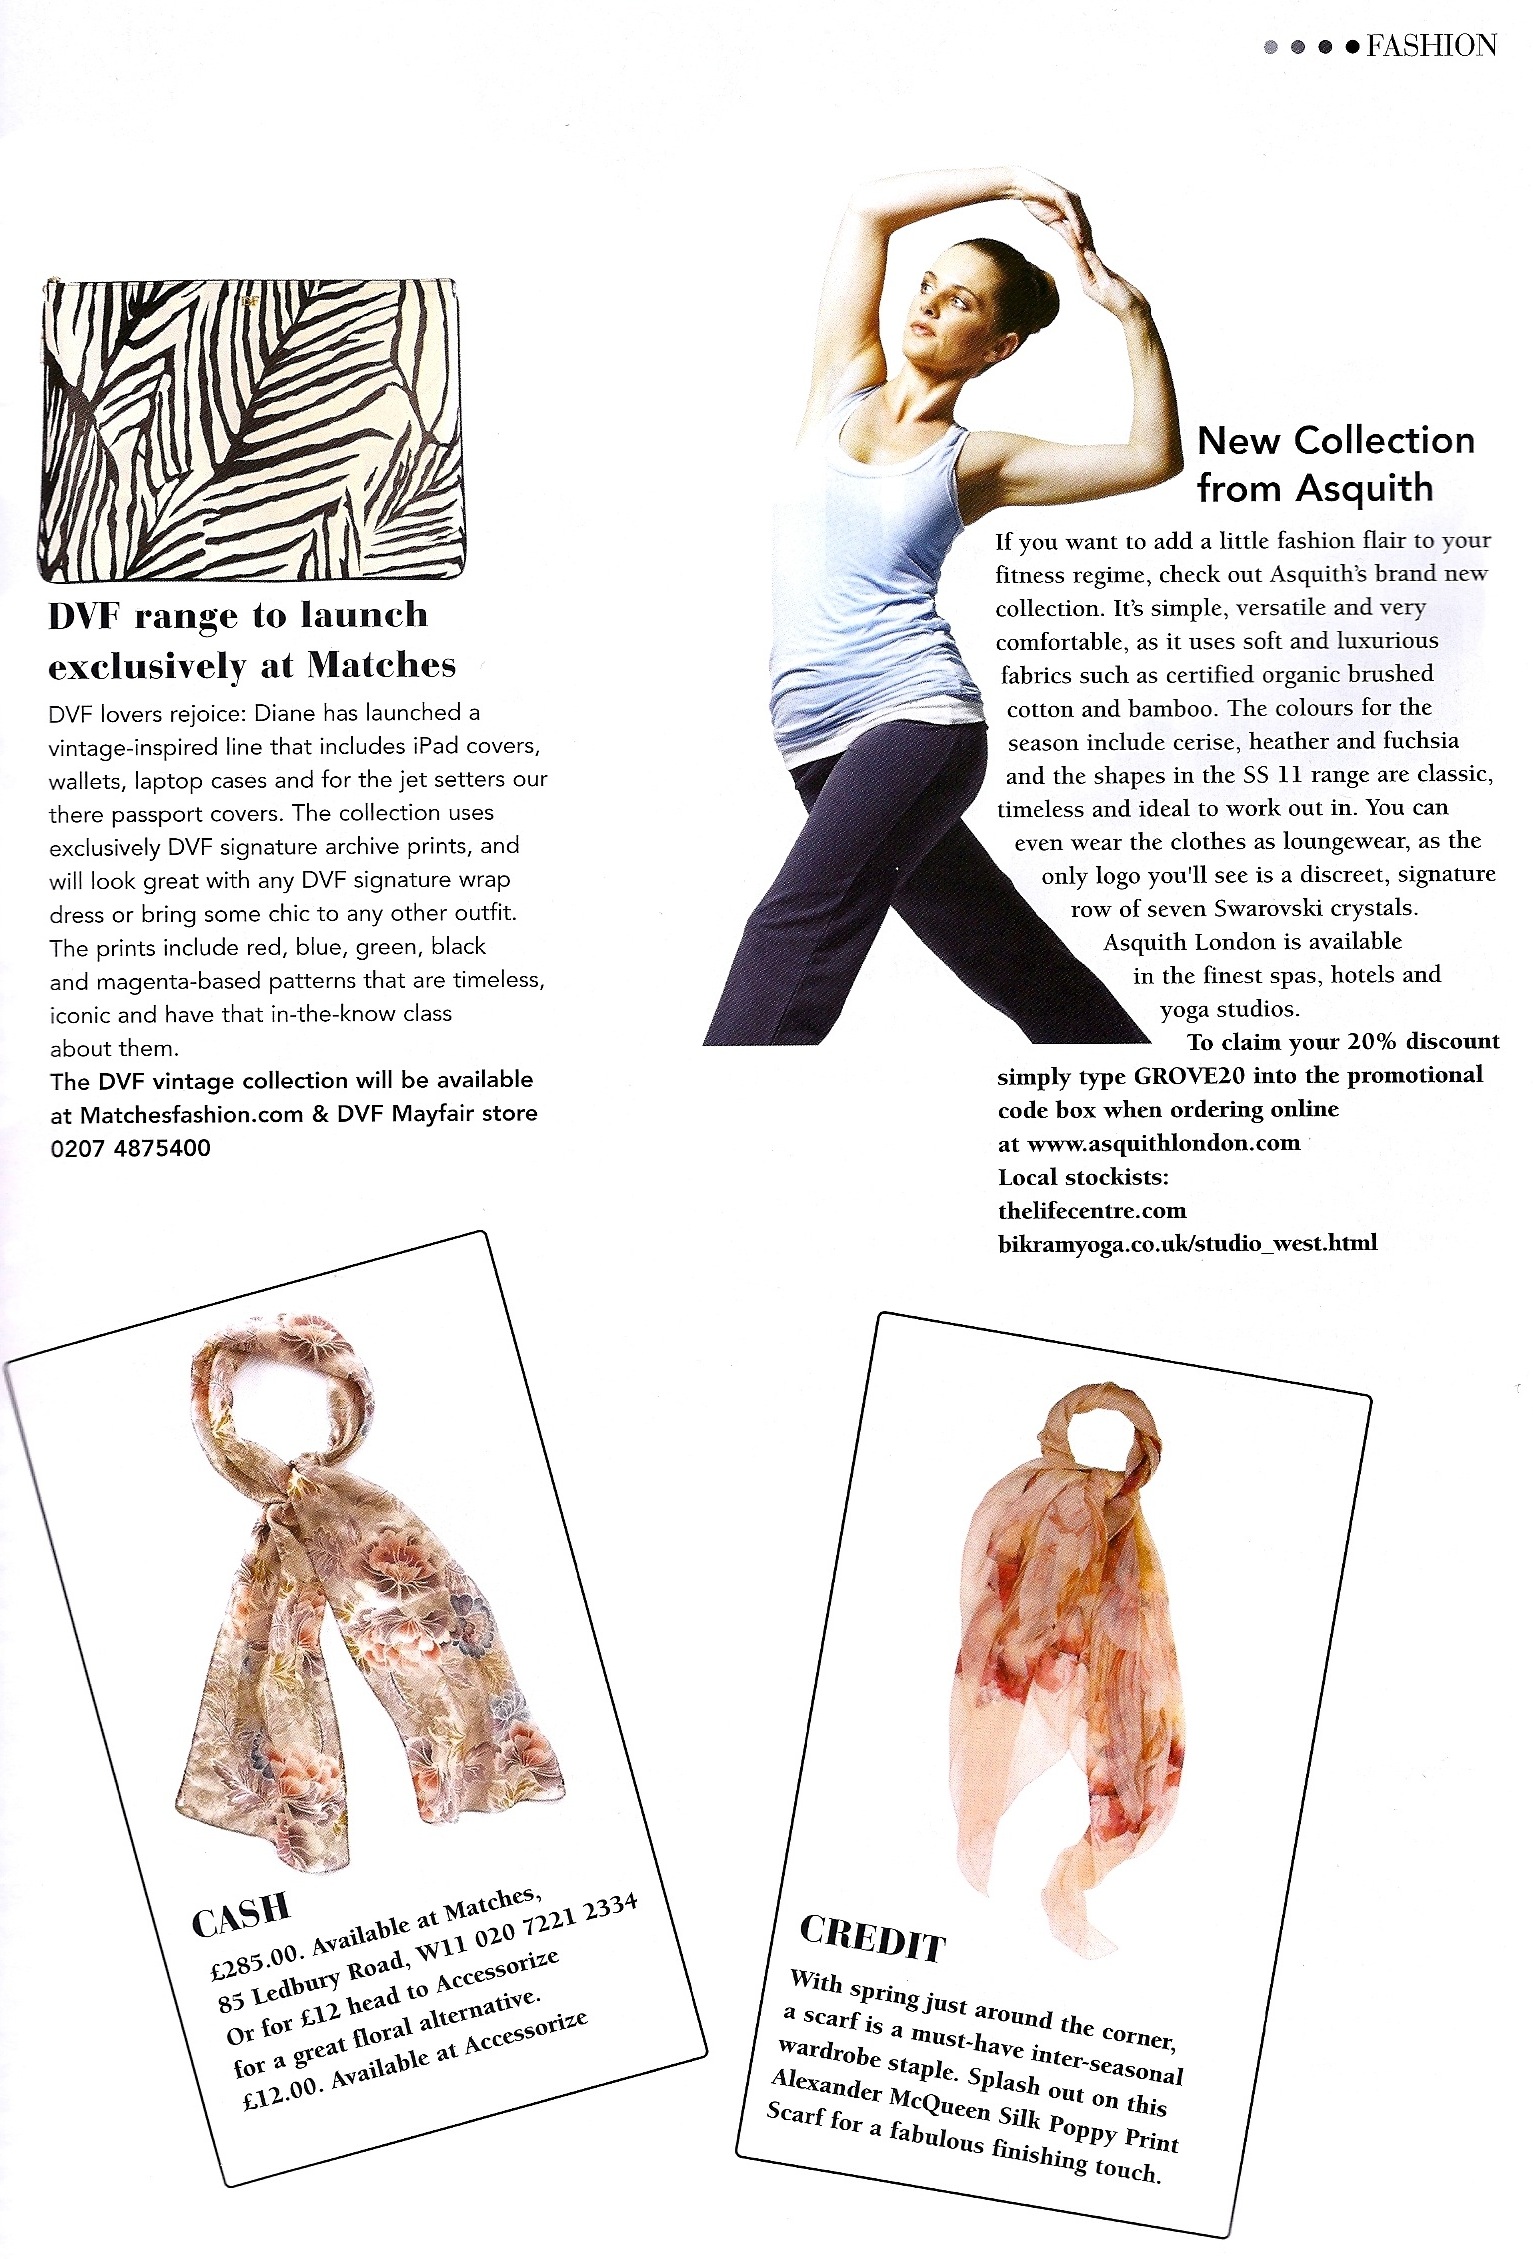 FASHION
DVF range to launch
exclusively at Matches
DVF lovers rejoice: Diane has launched a
vintage-inspired line that includes iPad covers,
wallets, laptop cases and for the jet setters our
there passport covers. The collection uses
exclusively DVF signature archive prints, and
will look great with any DVF signature wrap
dress or bring some chic to any other outfit.
The prints include red, blue, green, black
and magenta-based patterns that are timeless,
iconic and have that in-the-know class
about them.
The DVF vintage collection will be available
at Matchesfashion.com & DVF Mayfair store
0207 4875400
New Collection
from Asquith
If you want to add a little fashion flair to your
fitness regime, check out Asquith's brand new
collection. It's simple, versatile and very
comfortable, as it uses soft and luxurious
fabrics such as certified organic brushed
cotton and bamboo. The colours for the
season include cerise, heather and fuchsia
and the shapes in the SS 11 range are classic,
timeless and ideal to work out in. You can
even wear the clothes as loungewear, as the
only logo you'll see is a discreet, signature
row of seven Swarovski crystals.
Asquith London is available
in the finest spas, hotels and
yoga studios.
To claim your 20% discount
simply type GROVE20 into the promotional
code box when ordering online
at www.asquithlondon.com
Local stockists:
thelifecentre.com
bikramyoga.co.uk/studio_west.html
CASH
£285.00. Available at Matches,
85 Ledbury Road, W11 020 7221 2334
Or for £12 head to Accessorize
for a great floral alternative.
£12.00. Available at Accessorize
CREDIT
With spring just around the corner,
a scarf is a must-have inter-seasonal
wardrobe staple. Splash out on this
Alexander McQueen Silk Poppy Print
Scarf for a fabulous finishing touch.